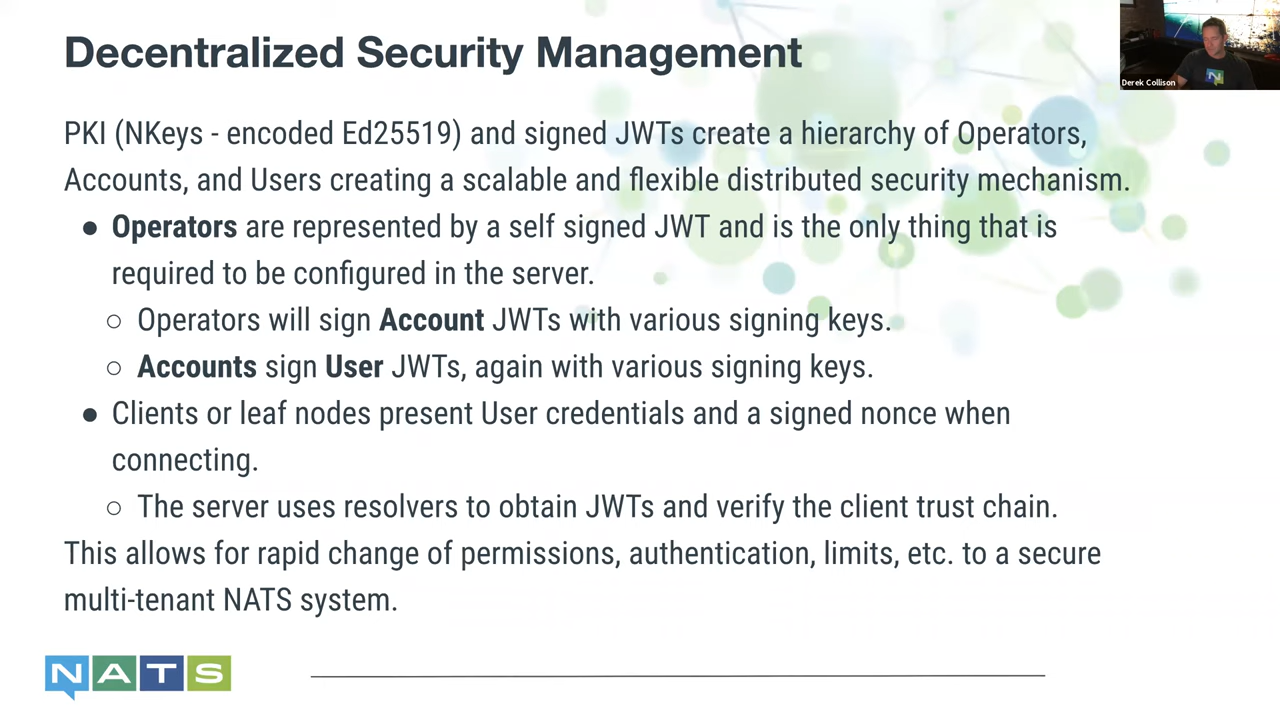 Decentralized Security Management
Derek Collison
PKI (NKeys - encoded Ed25519) and signed JWTs create a hierarchy of Operators,
Accounts, and Users creating a scalable and flexible distributed security mechanism.
● Operators are represented by a self signed JWT and is the only thing that is
required to be configured in the server.
○ Operators will sign Account JWTs with various signing keys.
○ Accounts sign User JWTs, again with various signing keys.
● Clients or leaf nodes present User credentials and a signed nonce when
connecting.
○ The server uses resolvers to obtain JWTs and verify the client trust chain.
This allows for rapid change of permissions, authentication, limits, etc. to a secure
multi-tenant NATS system.
NATS